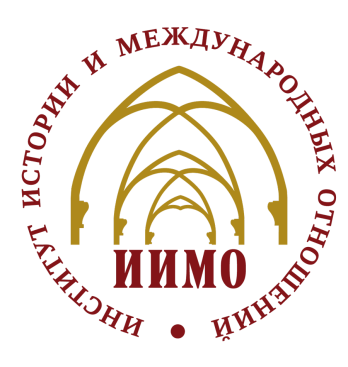 ИНСТИТУТ ИСТОРИИ И МЕЖДУНАРОДНЫХ ОТНОШЕНИЙ
ИИМО